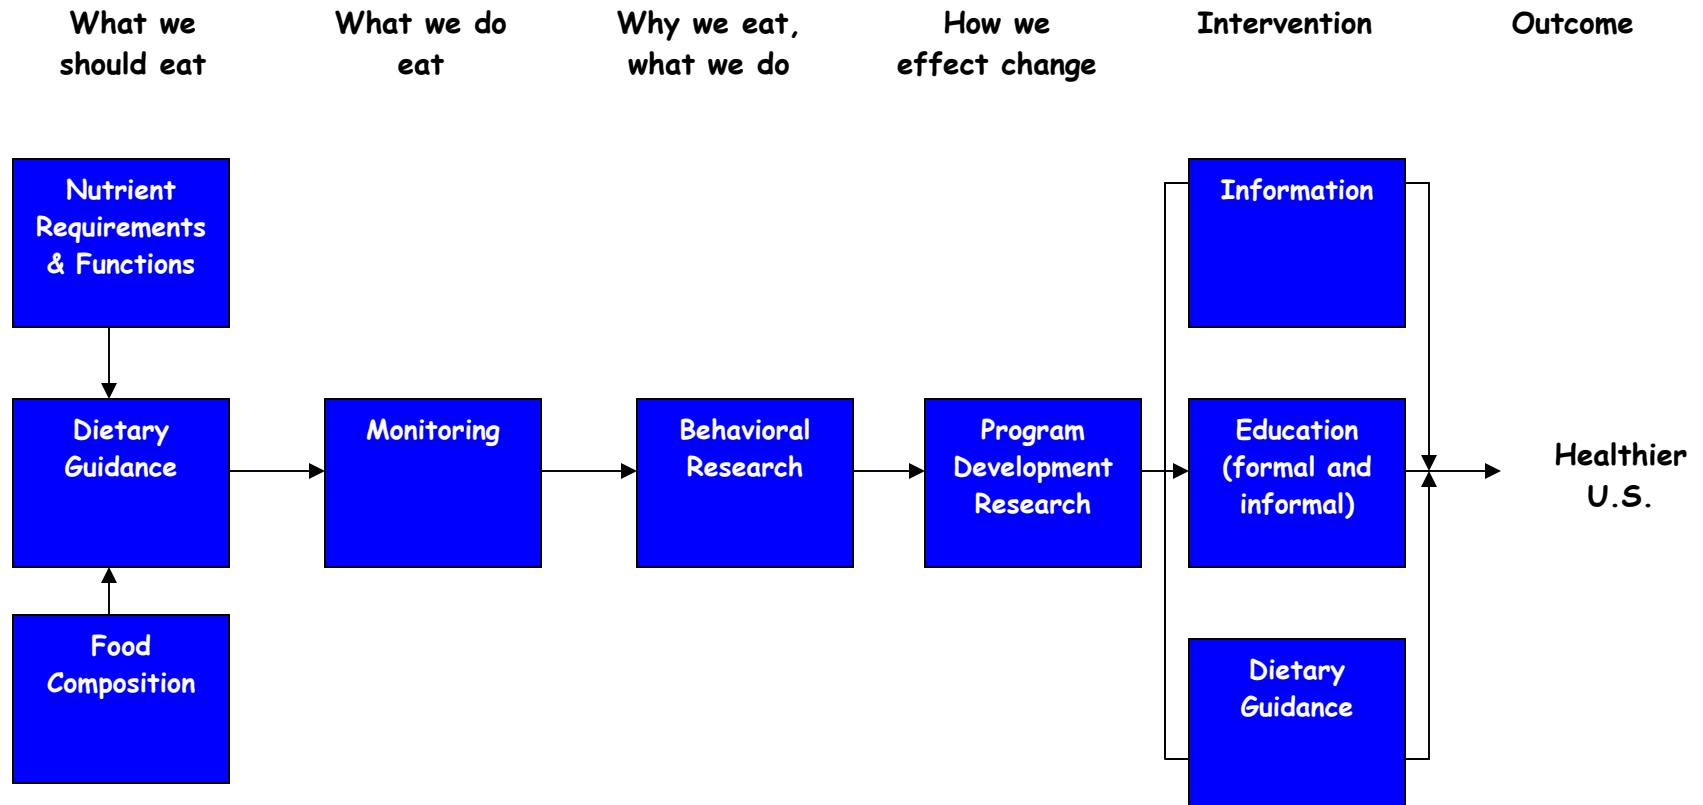 What we
should eat
What we do
eat
Why we eat,
what we do
How we
effect change
Intervention
Outcome
Nutrient
Requirements
& Functions
Information
Dietary
Guidance
Monitoring
Behavioral
Research
Program
Development
Research
Education
(formal and
informal)
Healthier
U.S.
Food
Composition
Dietary
Guidance